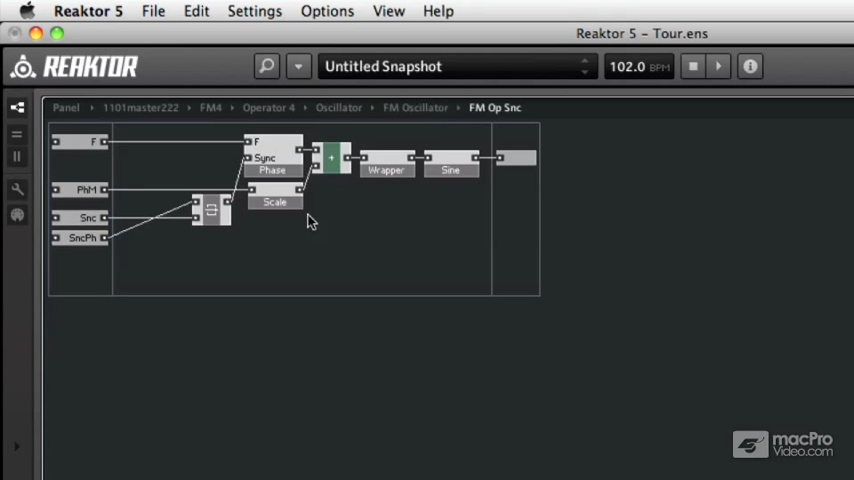 Reaktor 5 File Edit Settings Options View Help
Reaktor 5 - Tour.ens
REAKTOR Untitled Snapshot 102.0 BPM
Panel 1101master222 FM4 Operator 4 Oscillator FM Oscillator FM Op Snc
F F
Sync
Phase + Wrapper Sine
PhM
Scale
Snc
SncPh
macPro
Video.com